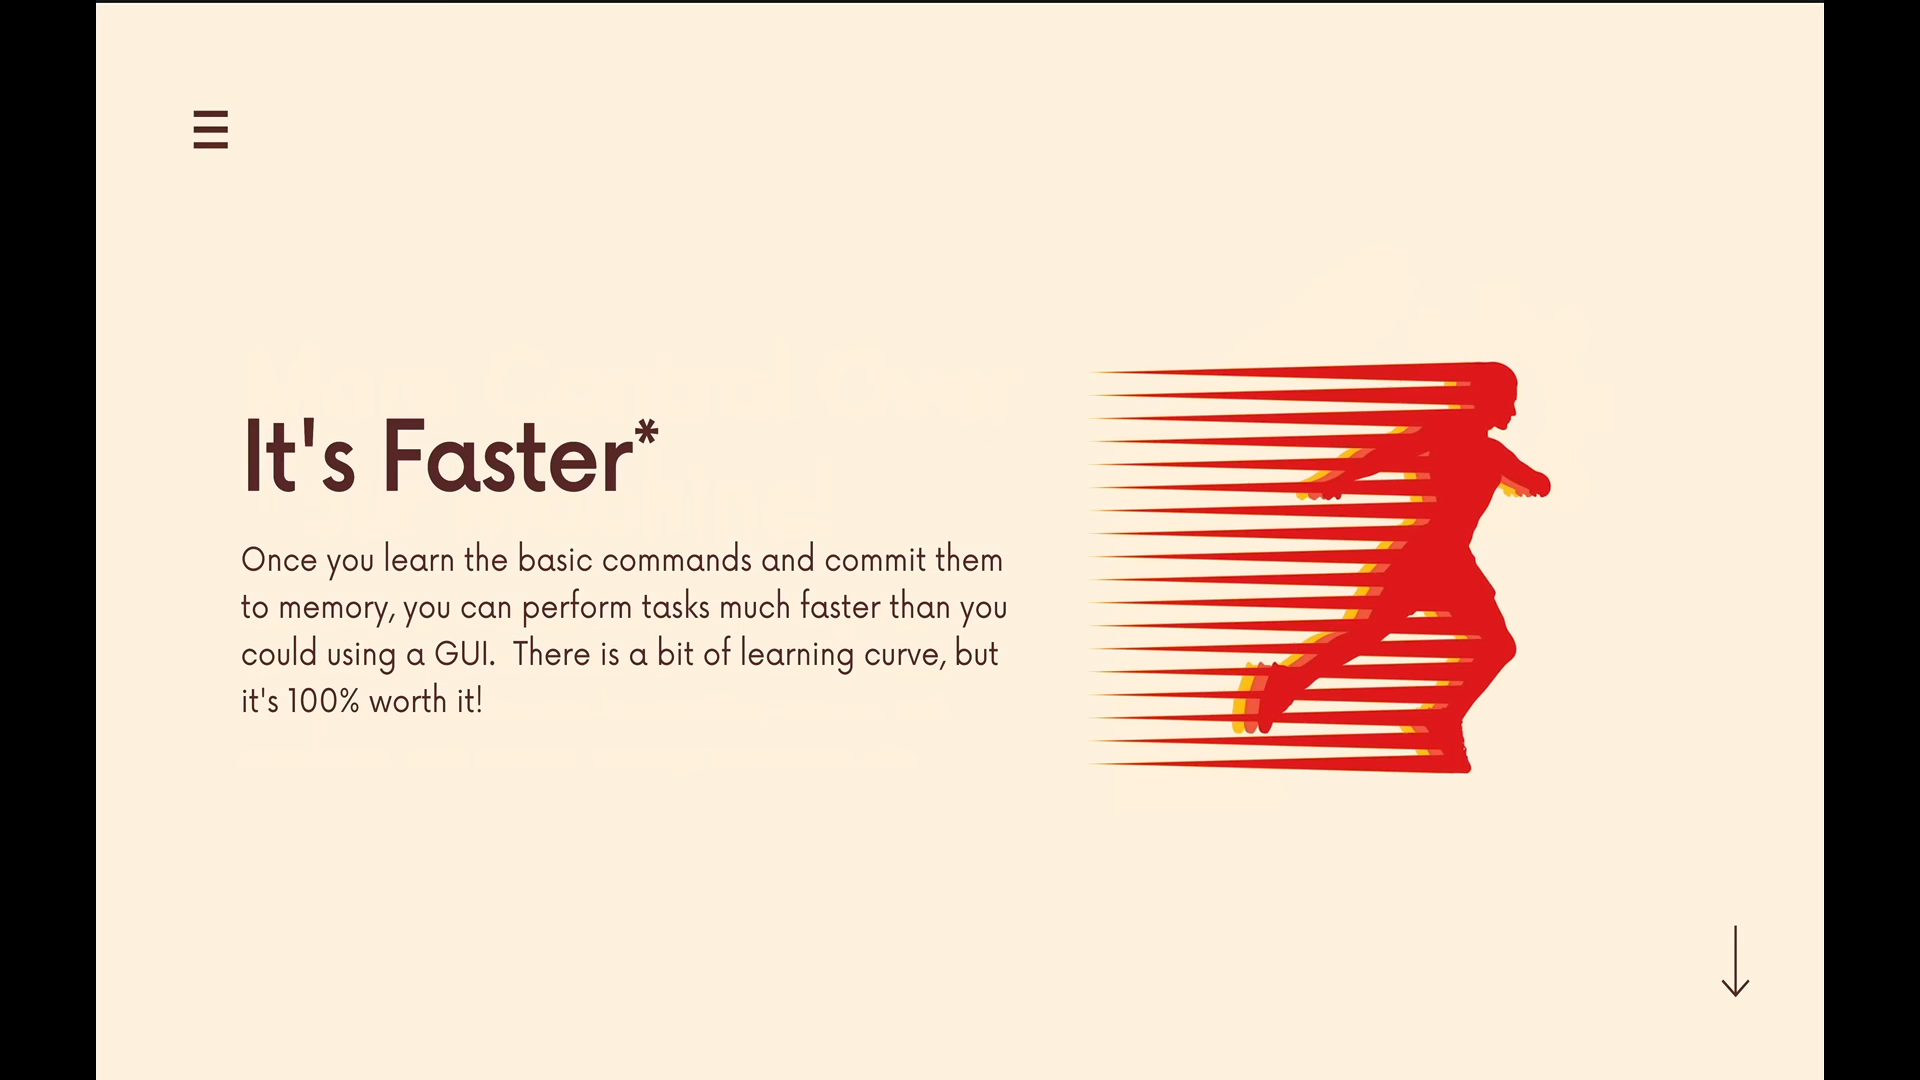 It's Faster*
Once you learn the basic commands and commit them
to memory, you can perform tasks much faster than you
could using a GUI.  There is a bit of learning curve, but
it's 100% worth it!